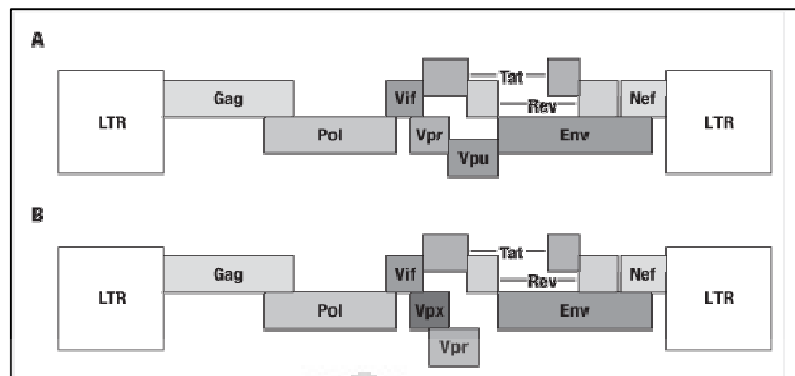 A
Tat
LTR Gag Vif Rev Nef LTR
Pol Vpr Env
Vpu
B
Tat
LTR Gag Vif Rev Nef LTR
Pol Vpx Env
Vpr